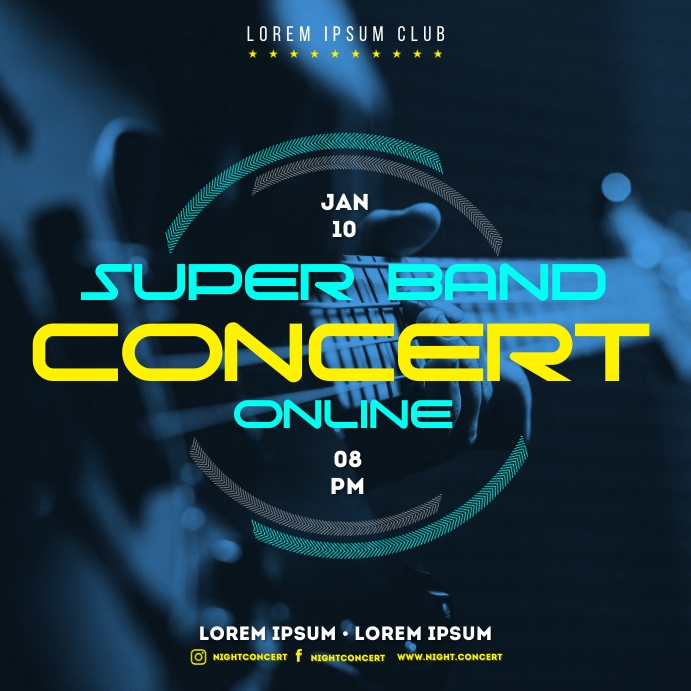 LOREM IPSUM CLUB
JAN
10
SUPER BAND
CONCERT
ONLINE
08
PM
LOREM IPSUM • LOREM IPSUM
NIGHTCONCERT f NIGHTCONCERT WWW.NIGHT.CONCERT